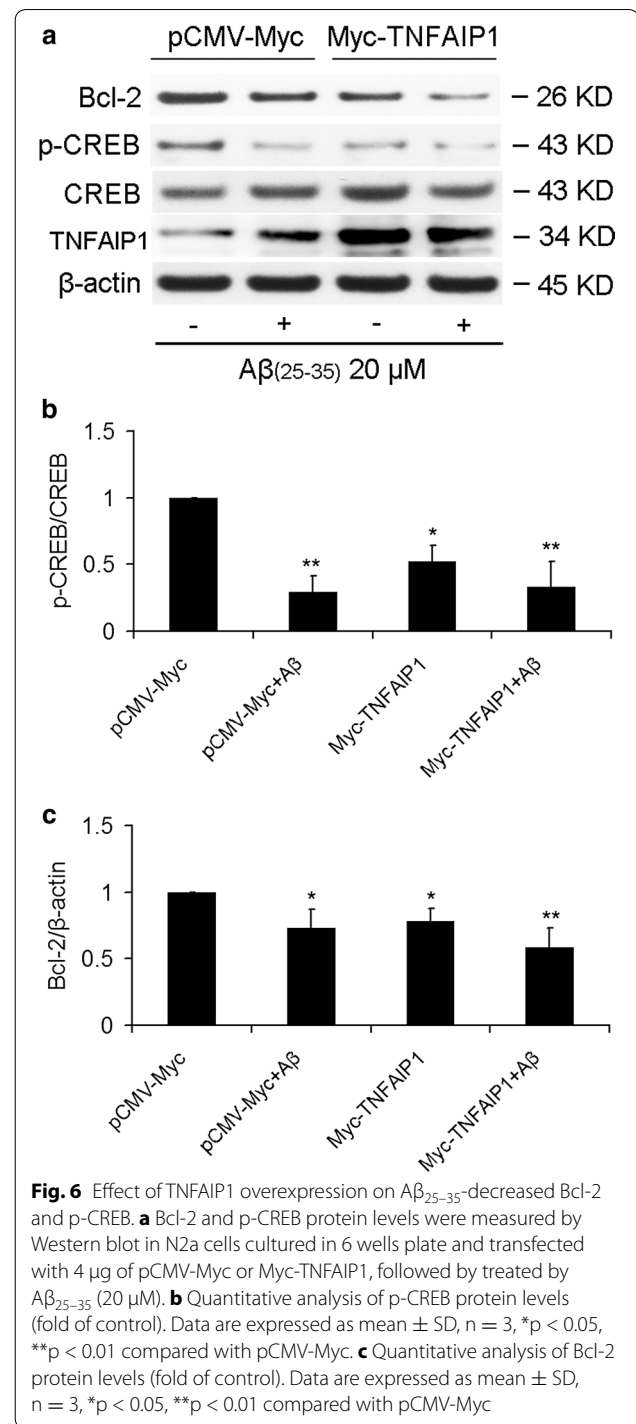 a
pCMV-Myc Myc-TNFAIP1
Bcl-2 – 26 KD
p-CREB – 43 KD
CREB – 43 KD
TNFAIP1 – 34 KD
β-actin – 45 KD
- + - +
Aβ(25-35) 20 µM
b
p-CREB/CREB
1.5
1
0.5
0
**
*
**
pCMV-Myc
pCMV-Myc+Aβ
Myc-TNFAIP1
Myc-TNFAIP1+Aβ
c
Bcl-2/β-actin
1.5
1
0.5
0
*
*
**
pCMV-Myc
pCMV-Myc+Aβ
Myc-TNFAIP1
Myc-TNFAIP1+Aβ
Fig. 6 Effect of TNFAIP1 overexpression on Aβ25–35-decreased Bcl-2
and p-CREB. a Bcl-2 and p-CREB protein levels were measured by
Western blot in N2a cells cultured in 6 wells plate and transfected
with 4 µg of pCMV-Myc or Myc-TNFAIP1, followed by treated by
Aβ25–35 (20 µM). b Quantitative analysis of p-CREB protein levels
(fold of control). Data are expressed as mean ± SD, n = 3, *p < 0.05,
**p < 0.01 compared with pCMV-Myc. c Quantitative analysis of Bcl-2
protein levels (fold of control). Data are expressed as mean ± SD,
n = 3, *p < 0.05, **p < 0.01 compared with pCMV-Myc